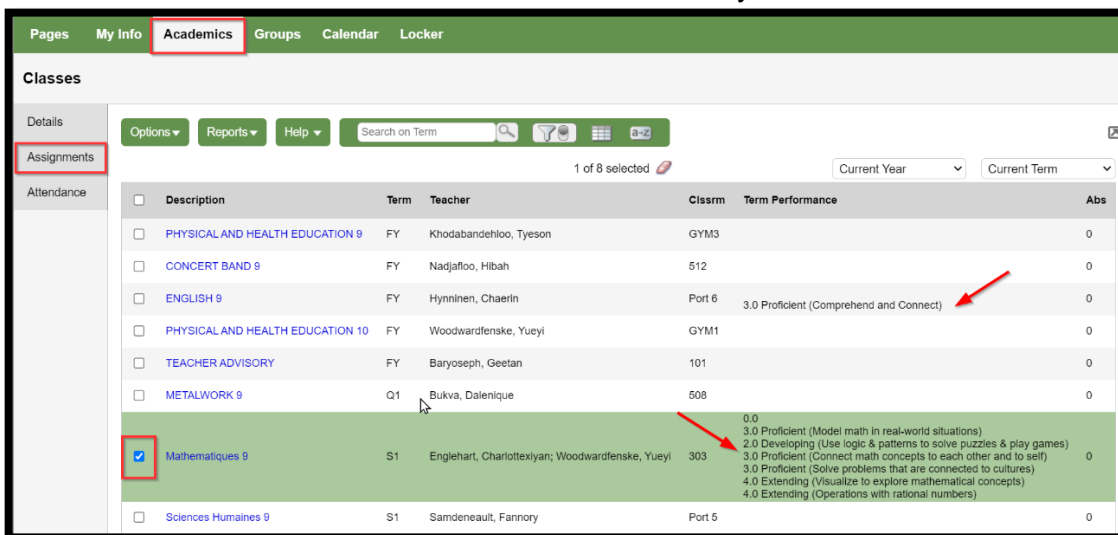 Pages My Info Academics Groups Calendar Locker
Classes
Details
Assignments
Attendance
Options Reports Help Search on Term a-z
1 of 8 selected Current Year Current Term
Description Term Teacher Clssrm Term Performance Abs
PHYSICAL AND HEALTH EDUCATION 9 FY Khodabandehloo, Tyeson GYM3 0
CONCERT BAND 9 FY Nadjafloo, Hibah 512 0
ENGLISH 9 FY Hynninen, Chaerin Port 6 3.0 Proficient (Comprehend and Connect) 0
PHYSICAL AND HEALTH EDUCATION 10 FY Woodwardfenske, Yueyi GYM1 0
TEACHER ADVISORY FY Baryoseph, Geetan 101 0
METALWORK 9 Q1 Bukva, Dalenique 508 0
0.0
3.0 Proficient (Model math in real-world situations)
2.0 Developing (Use logic & patterns to solve puzzles & play games)
Mathematiques 9 S1 Englehart, Charlottexiyan; Woodwardfenske, Yueyi 303 3.0 Proficient (Connect math concepts to each other and to self) 0
3.0 Proficient (Solve problems that are connected to cultures)
4.0 Extending (Visualize to explore mathematical concepts)
4.0 Extending (Operations with rational numbers)
Sciences Humaines 9 S1 Samdeneault, Fannory Port 5 0